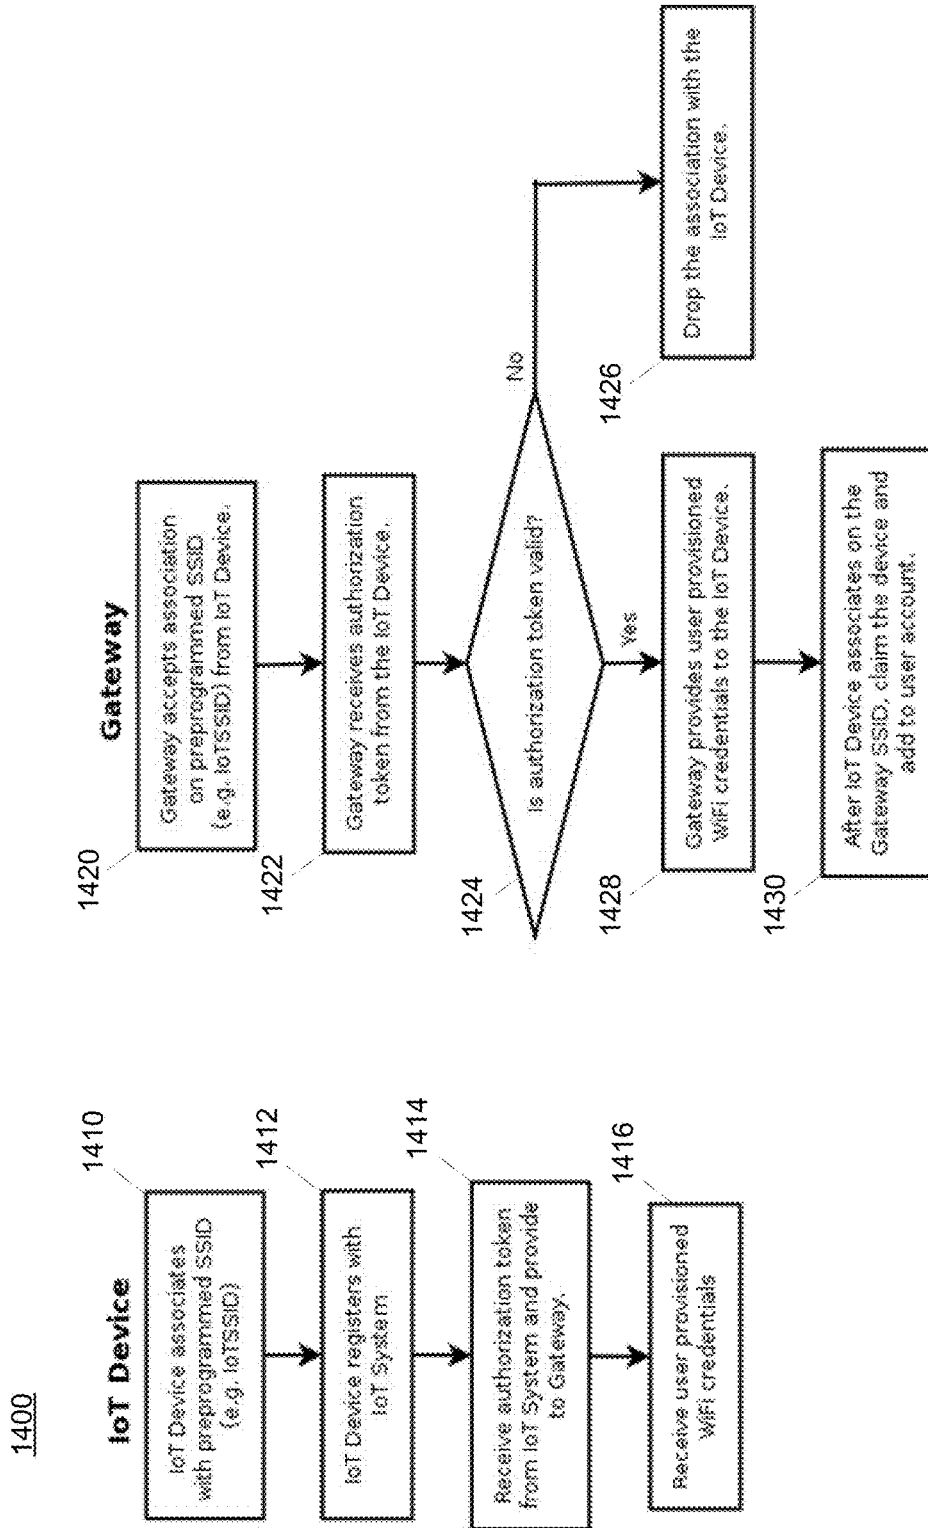 1400
IoT Device
1410
IoT Device associates
with preprogrammed SSID
(e.g. IoTSSID)
1412
IoT Device registers with
IoT System
1414
Receive authorization token
from IoT System and provide
to Gateway.
1416
Receive user provisioned
WiFi credentials
Gateway
1420
Gateway accepts association
on preprogramed SSID
(e.g. IoTSSID) from IoT Device.
1422
Gateway receives authorization
token from the IoT Device.
1424
Is authorization token valid?
No
1426
Drop the association with the
IoT Device.
Yes
1428
Gateway provides user provisioned
WiFi credentials to the IoT Device.
1430
After IoT Device associates on the
Gateway SSID, claim the device and
add to user account.